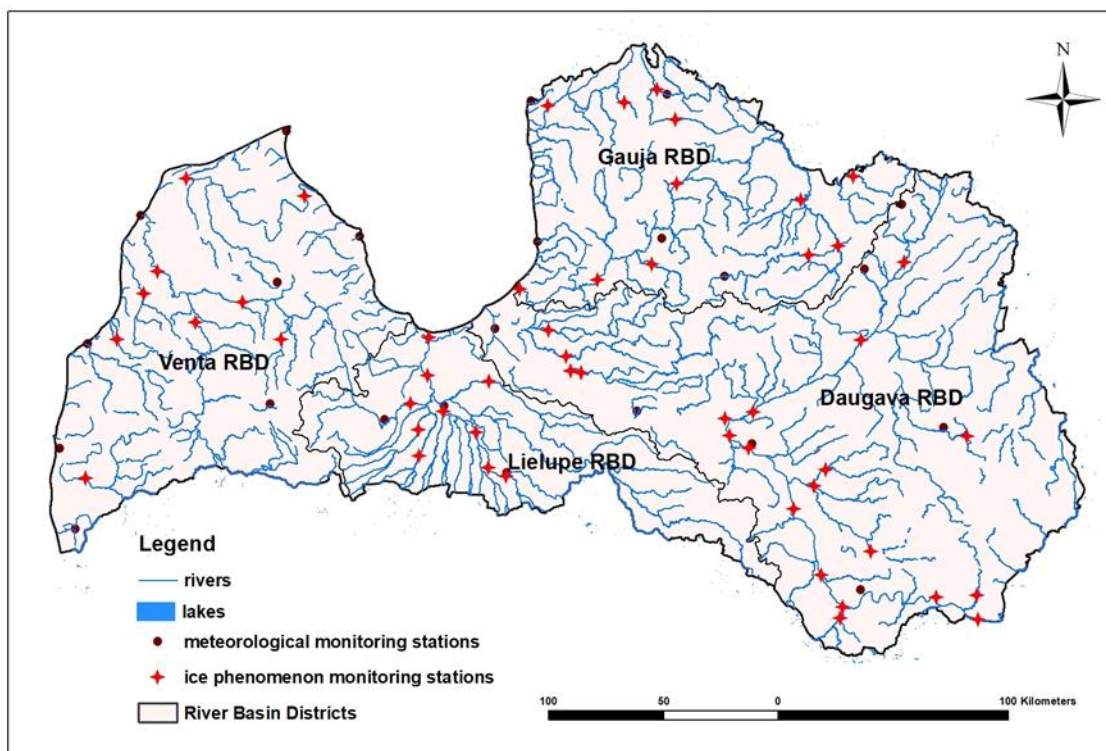 N
Gauja RBD
Venta RBD
Daugava RBD
Lielupe RBD
Legend
rivers
lakes
meteorological monitoring stations
ice phenomenon monitoring stations
River Basin Districts
100 50 0 100 Kilometers